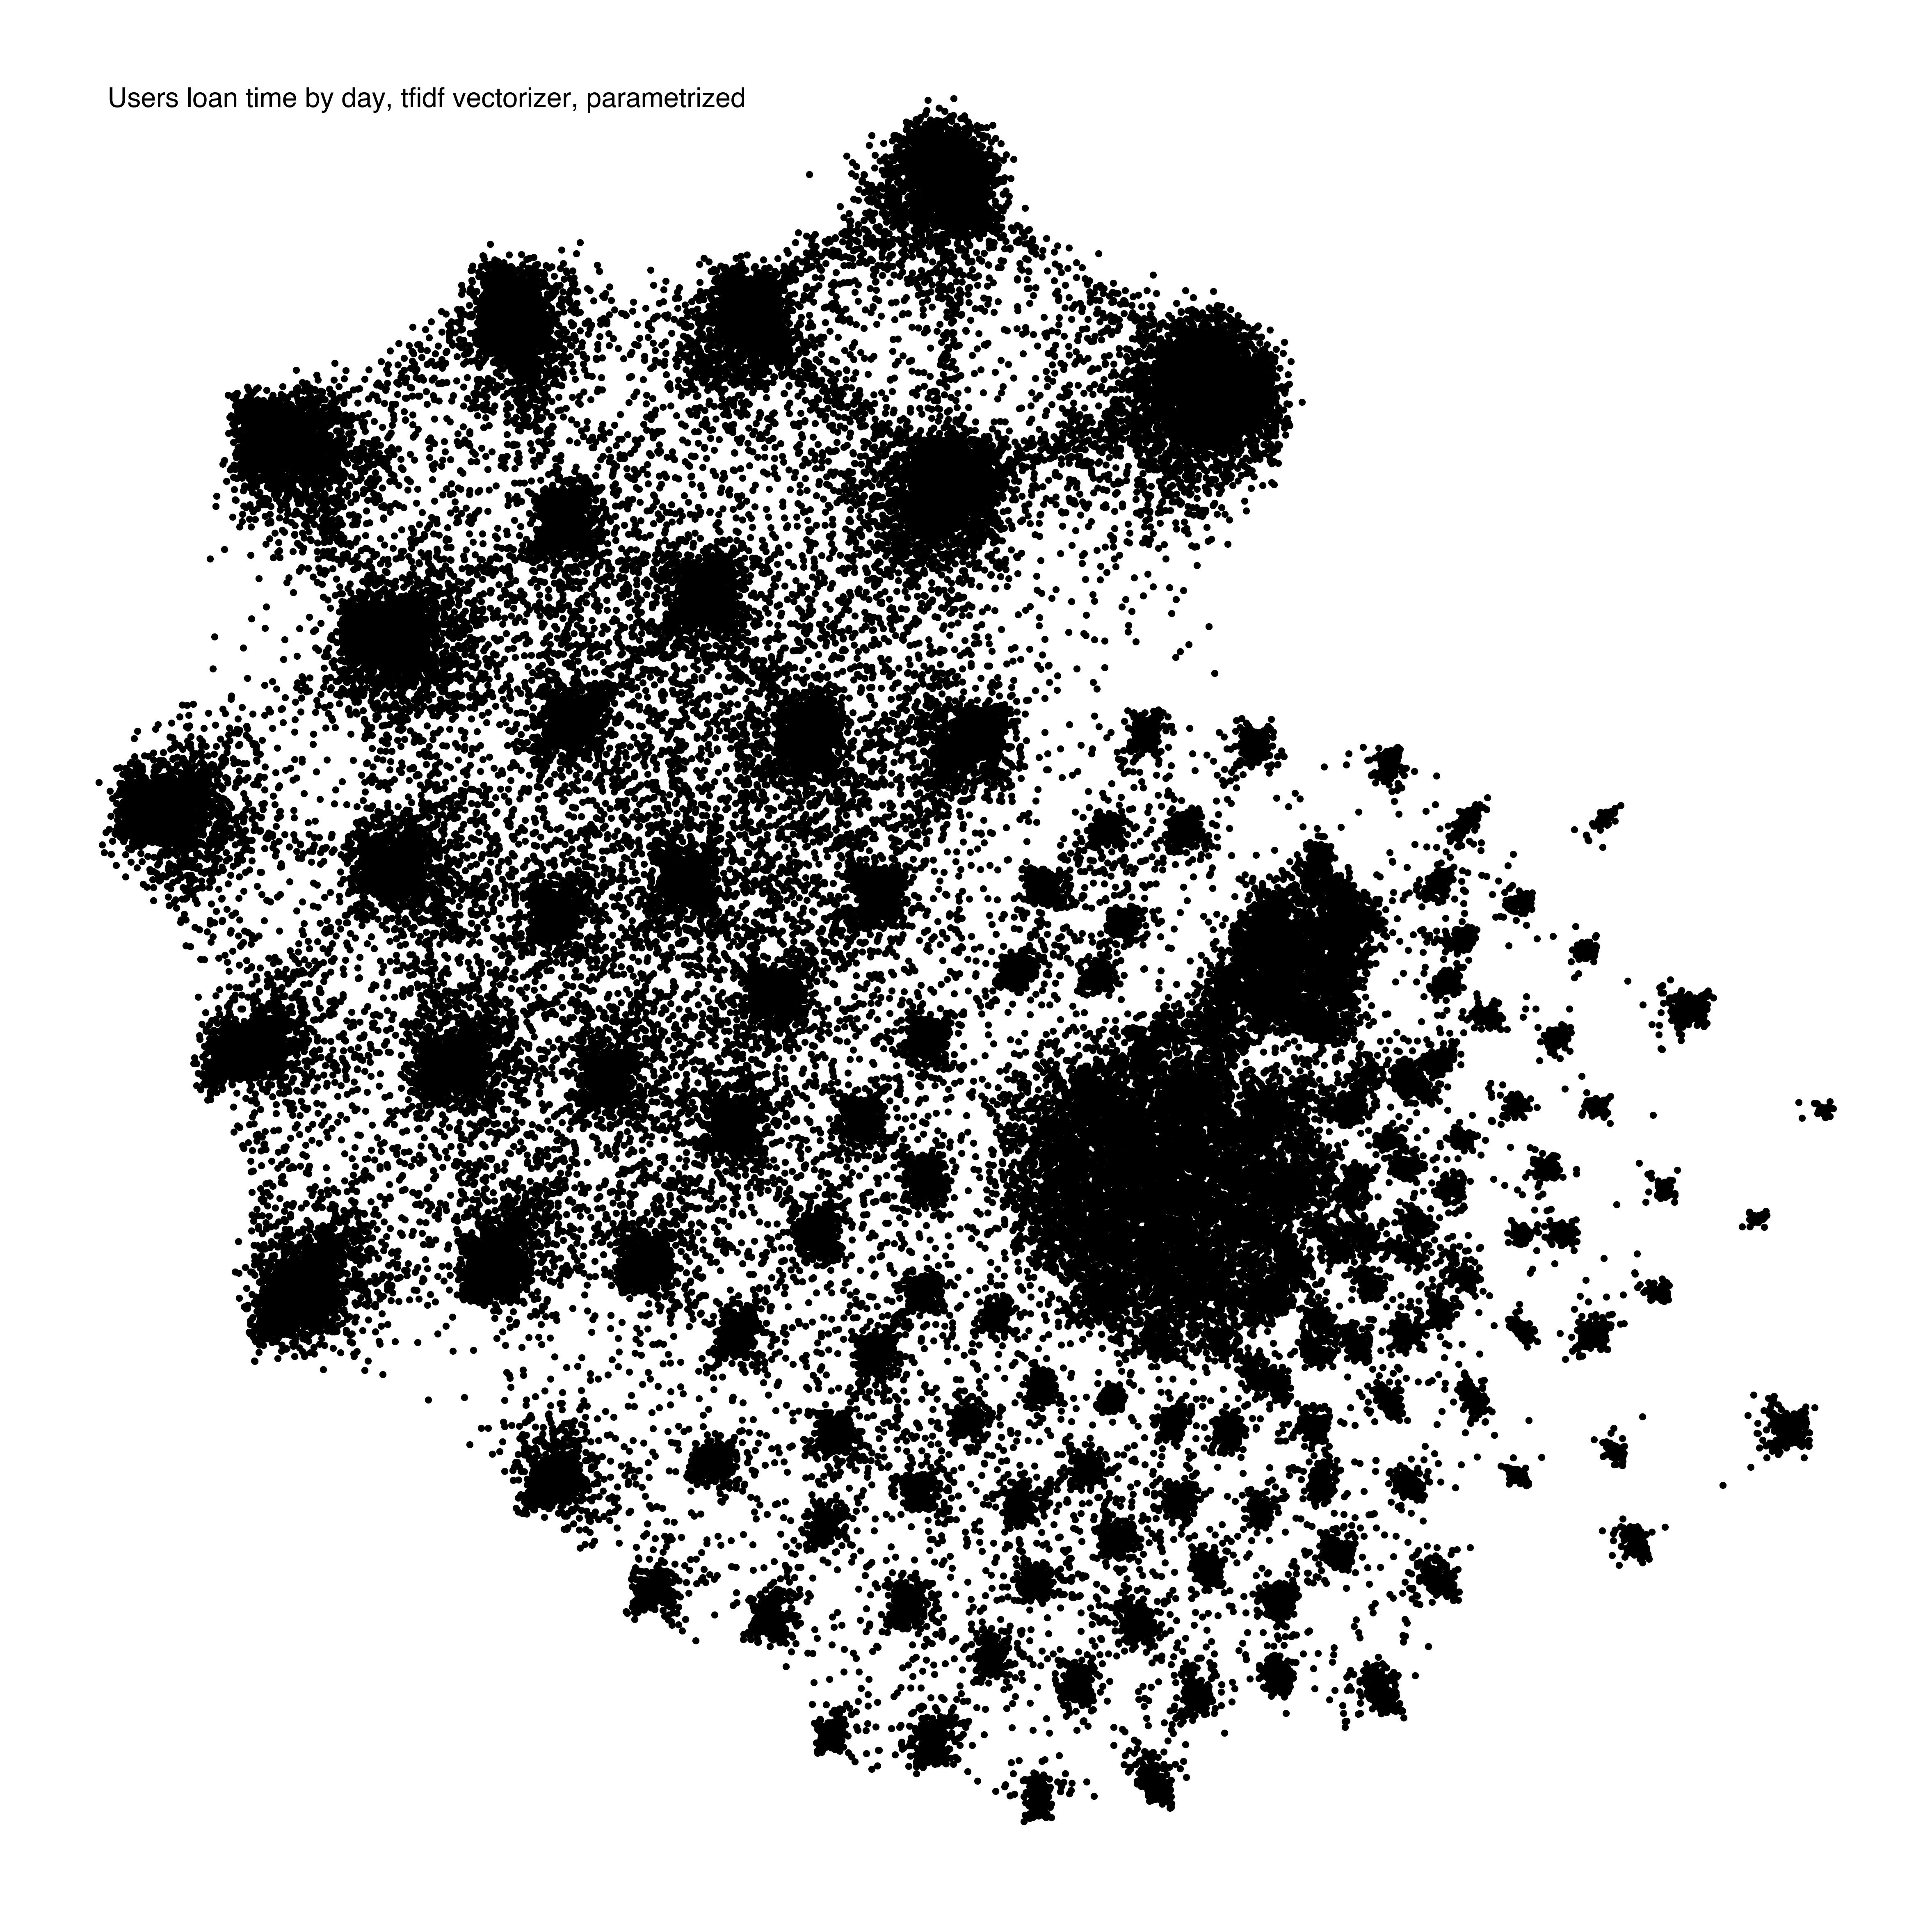 Users loan time by day, tfidf vectorizer, parametrized